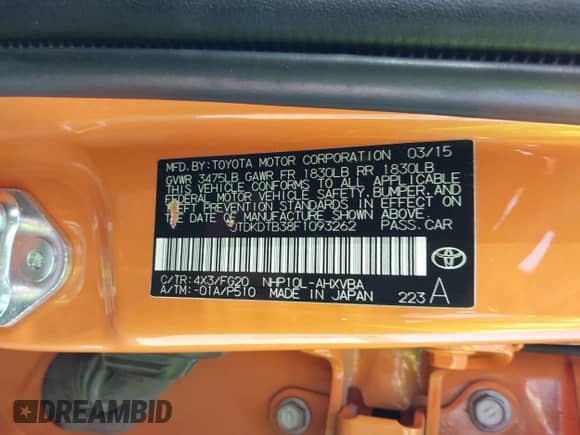 MFD.BY:TOYOTA MOTOR CORPORATION 03/15
GVWR 3475LB GAWR FR 1830LB RR 1830LB
THIS VEHICLE CONFORMS TO ALL APPLICABLE
FEDERAL MOTOR VEHICLE SAFETY, BUMPER, AND
THEFT PREVENTION STANDARDS IN EFFECT ON
THE DATE OF MANUFACTURE SHOWN ABOVE.
JTDKDTB38F1093262 PASS.CAR
C/TR:4X3/FG20 NHP10L-AHXVBA
A/TM:-01A/P510 MADE IN JAPAN 223 A
TOYOTA
DREAMBID